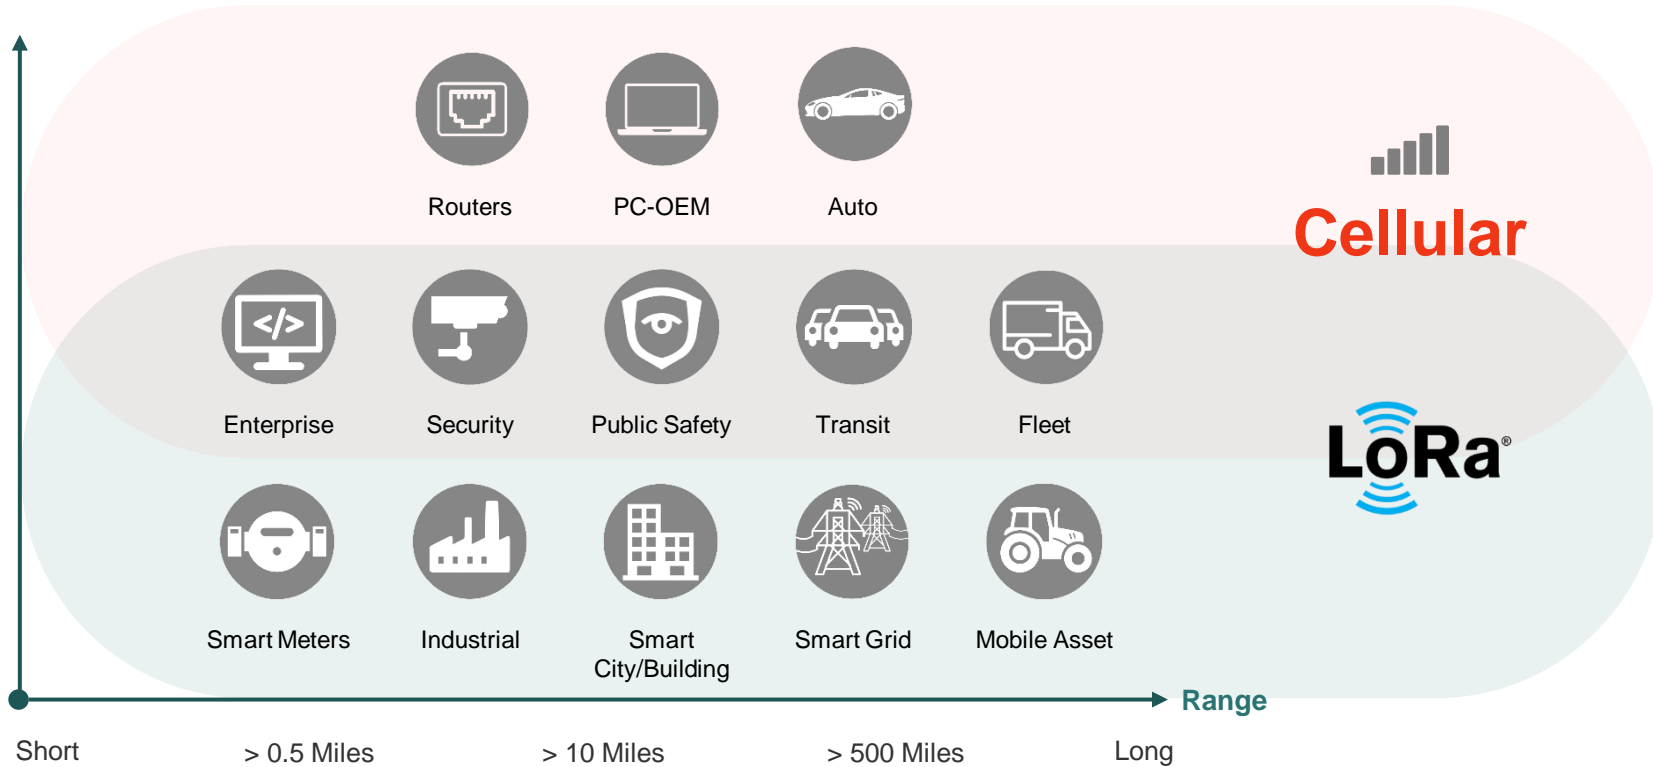 Routers
PC-OEM
Auto
Cellular
</>
Enterprise
Security
Public Safety
Transit
Fleet
LoRa®
Smart Meters
Industrial
Smart
City/Building
Smart Grid
Mobile Asset
Range
Short
> 0.5 Miles
> 10 Miles
> 500 Miles
Long